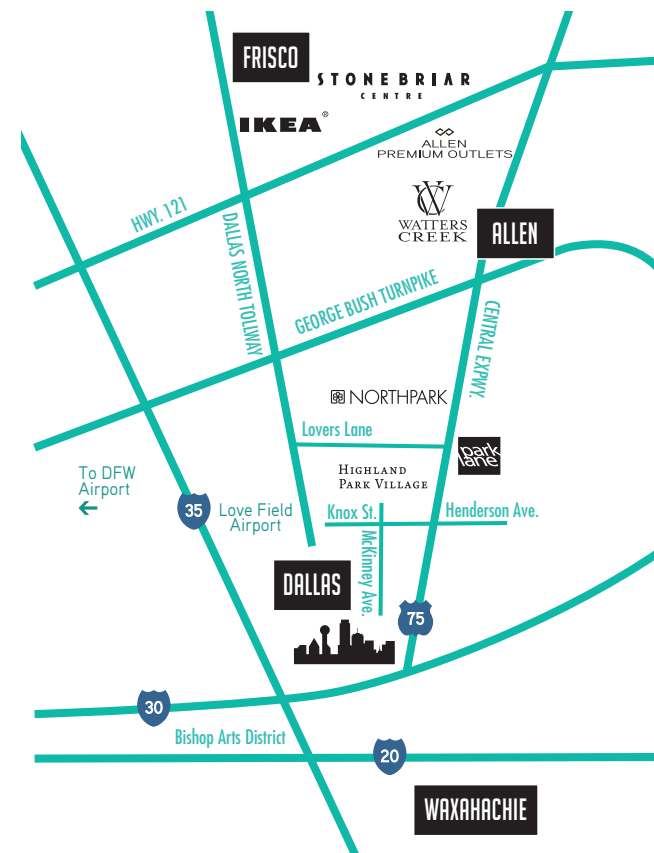 FRISCO
STONEBRIAR
CENTRE
IKEA®
ALLEN
PREMIUM OUTLETS
HWY. 121
WC
WATTERS
CREEK
ALLEN
DALLAS NORTH TOLLWAY
GEORGE BUSH TURNPIKE
CENTRAL EXPWY.
NORTHPARK
Lovers Lane
park
lane
HIGHLAND
PARK VILLAGE
To DFW
Airport
35
Love Field
Airport
Knox St.
Henderson Ave.
McKinney Ave.
DALLAS
75
30
Bishop Arts District
20
WAXAHACHIE